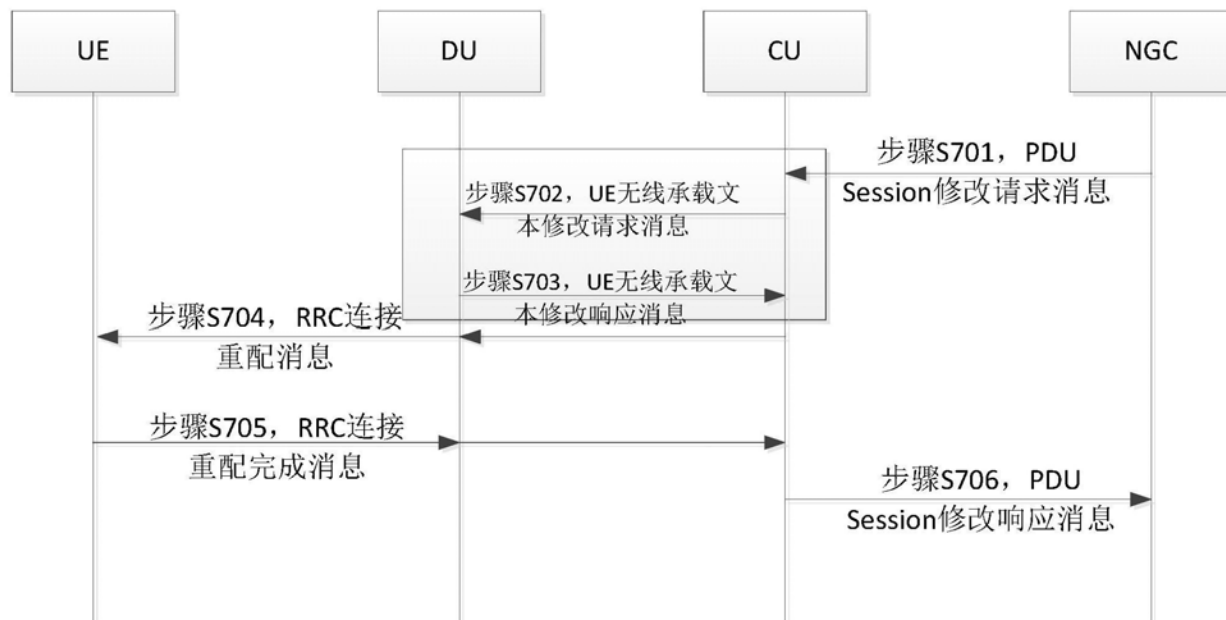 UE
DU
CU
NGC
步骤S701，PDU
Session修改请求消息
步骤S702，UE无线承载文
本修改请求消息
步骤S703，UE无线承载文
本修改响应消息
步骤S704，RRC连接
重配消息
步骤S705，RRC连接
重配完成消息
步骤S706，PDU
Session修改响应消息